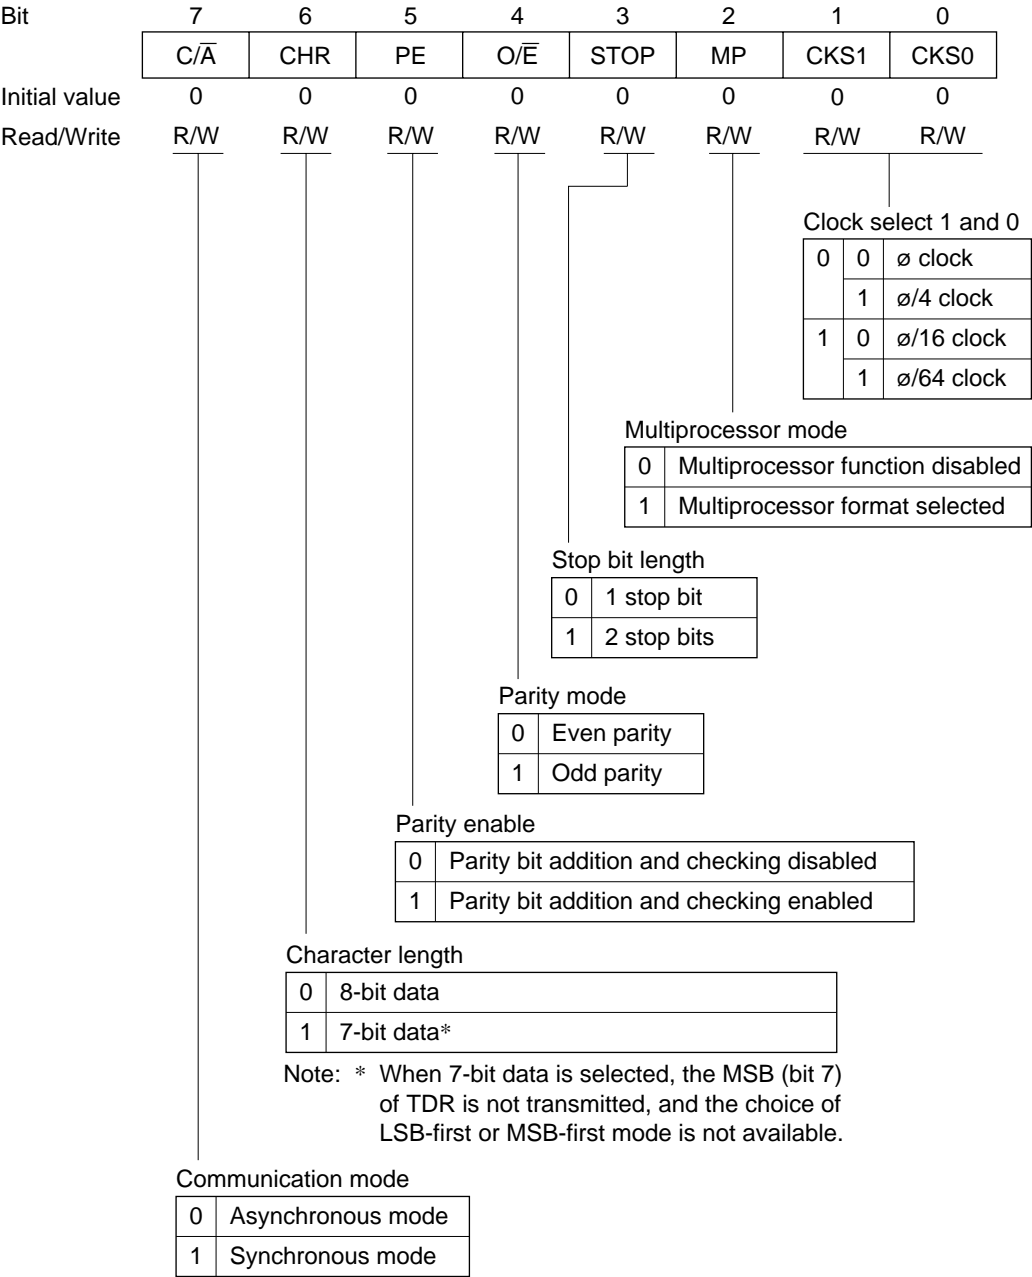 Bit 7 6 5 4 3 2 1 0
C/A̅ CHR PE O/E̅ STOP MP CKS1 CKS0
Initial value 0 0 0 0 0 0 0 0
Read/Write R/W R/W R/W R/W R/W R/W R/W R/W
Clock select 1 and 0
0 0 ø clock
1 ø/4 clock
1 0 ø/16 clock
1 ø/64 clock
Multiprocessor mode
0 Multiprocessor function disabled
1 Multiprocessor format selected
Stop bit length
0 1 stop bit
1 2 stop bits
Parity mode
0 Even parity
1 Odd parity
Parity enable
0 Parity bit addition and checking disabled
1 Parity bit addition and checking enabled
Character length
0 8-bit data
1 7-bit data*
Note: * When 7-bit data is selected, the MSB (bit 7)
of TDR is not transmitted, and the choice of
LSB-first or MSB-first mode is not available.
Communication mode
0 Asynchronous mode
1 Synchronous mode